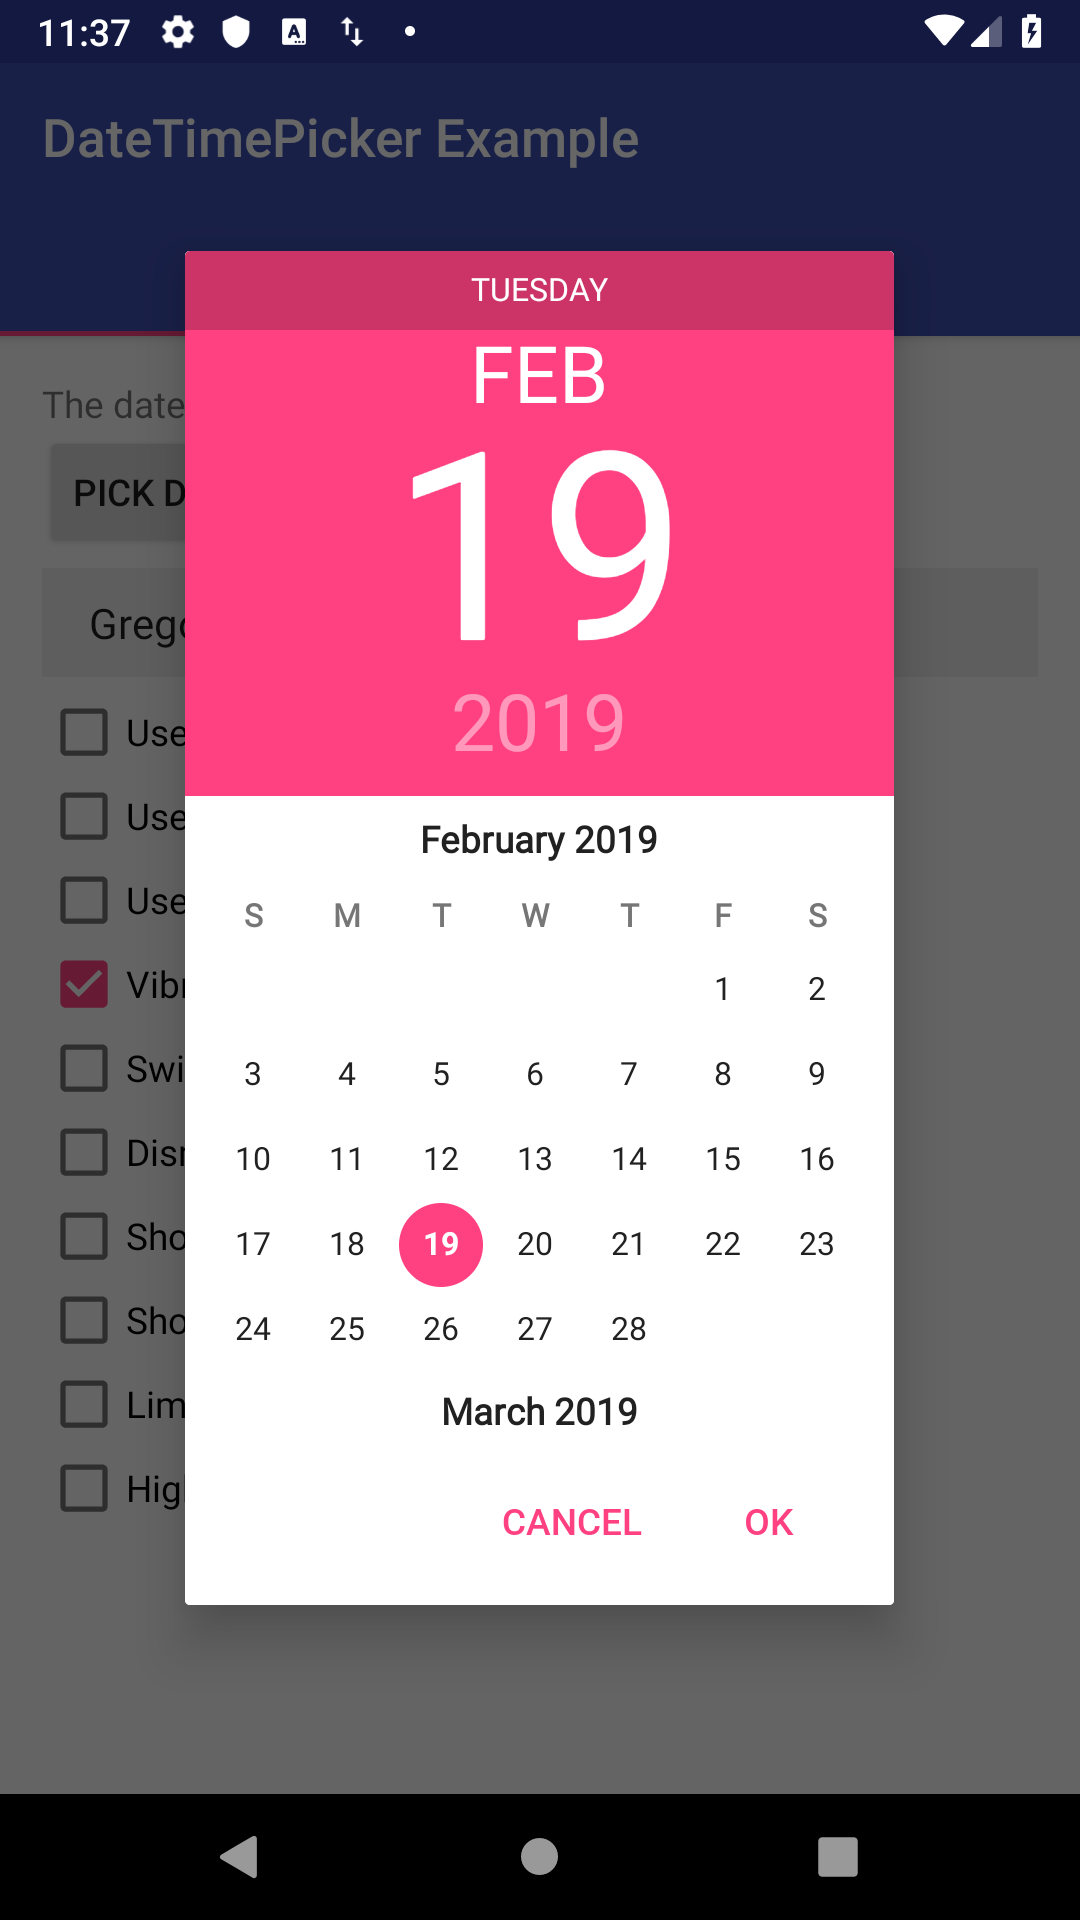 11:37
DateTimePicker Example
TUESDAY
FEB
19
2019
The date
PICK D
Grego
Use
Use
Use
Vib
Swi
Disr
Sho
Sho
Lim
Hig
February 2019
S M T W T F S
1 2
3 4 5 6 7 8 9
10 11 12 13 14 15 16
17 18 19 20 21 22 23
24 25 26 27 28
March 2019
CANCEL OK